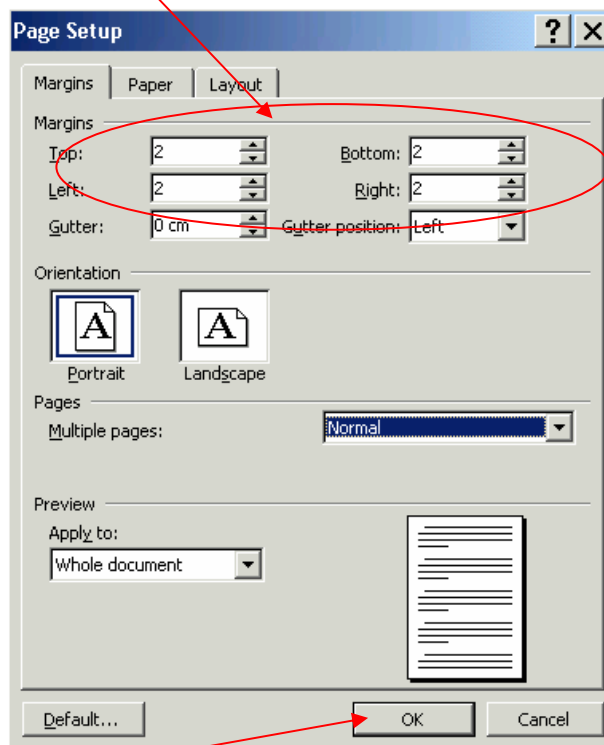 Page Setup ? X
Margins Paper Layout
Margins
Top: 2 Bottom: 2
Left: 2 Right: 2
Gutter: 0 cm Gutter position: Left
Orientation
A A
Portrait Landscape
Pages
Multiple pages: Normal
Preview
Apply to:
Whole document
Default... OK Cancel